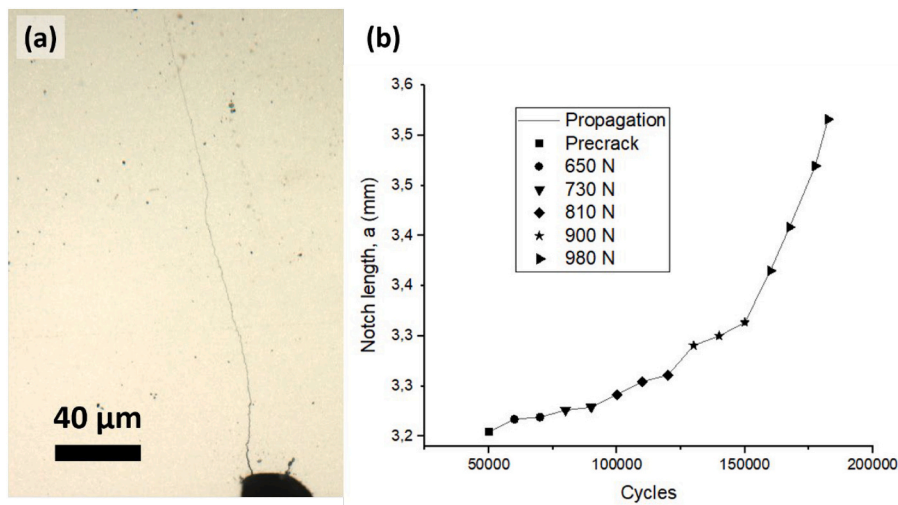 (a)
40 µm
(b)
3,6
3,5
3,5
3,4
3,4
3,3
3,3
3,2
Notch length, a (mm)
Propagation
Precrack
650 N
730 N
810 N
900 N
980 N
50000
100000
150000
200000
Cycles